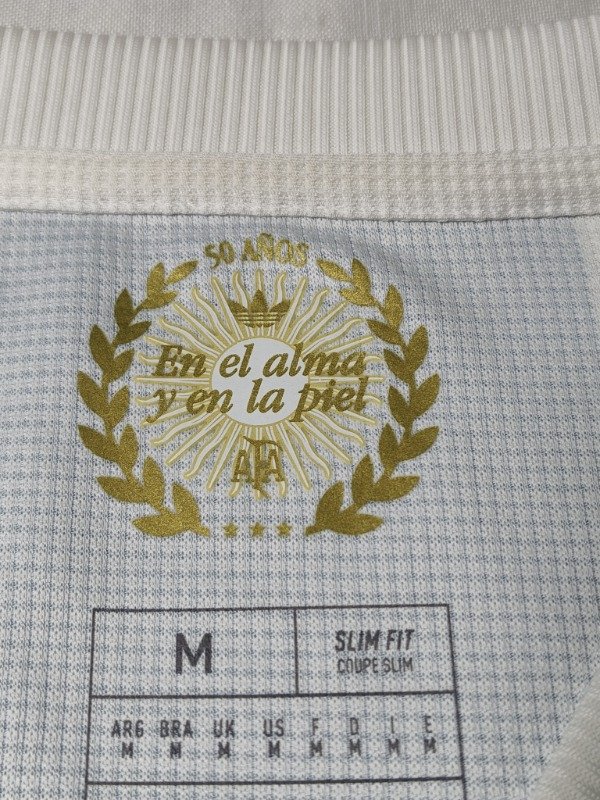 50 AÑOS
En el alma
y en la piel
AFA
M
SLIM FIT
COUPE SLIM
ARG BRA UK US F D I E
M M M M M M M M